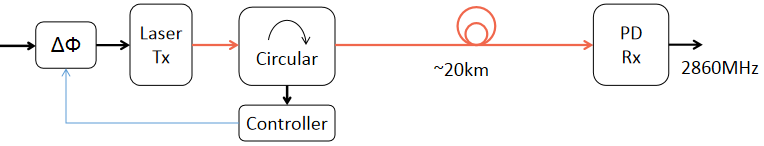 ΔΦ
Laser
Tx
Circular
~20km
PD
Rx
2860MHz
Controller